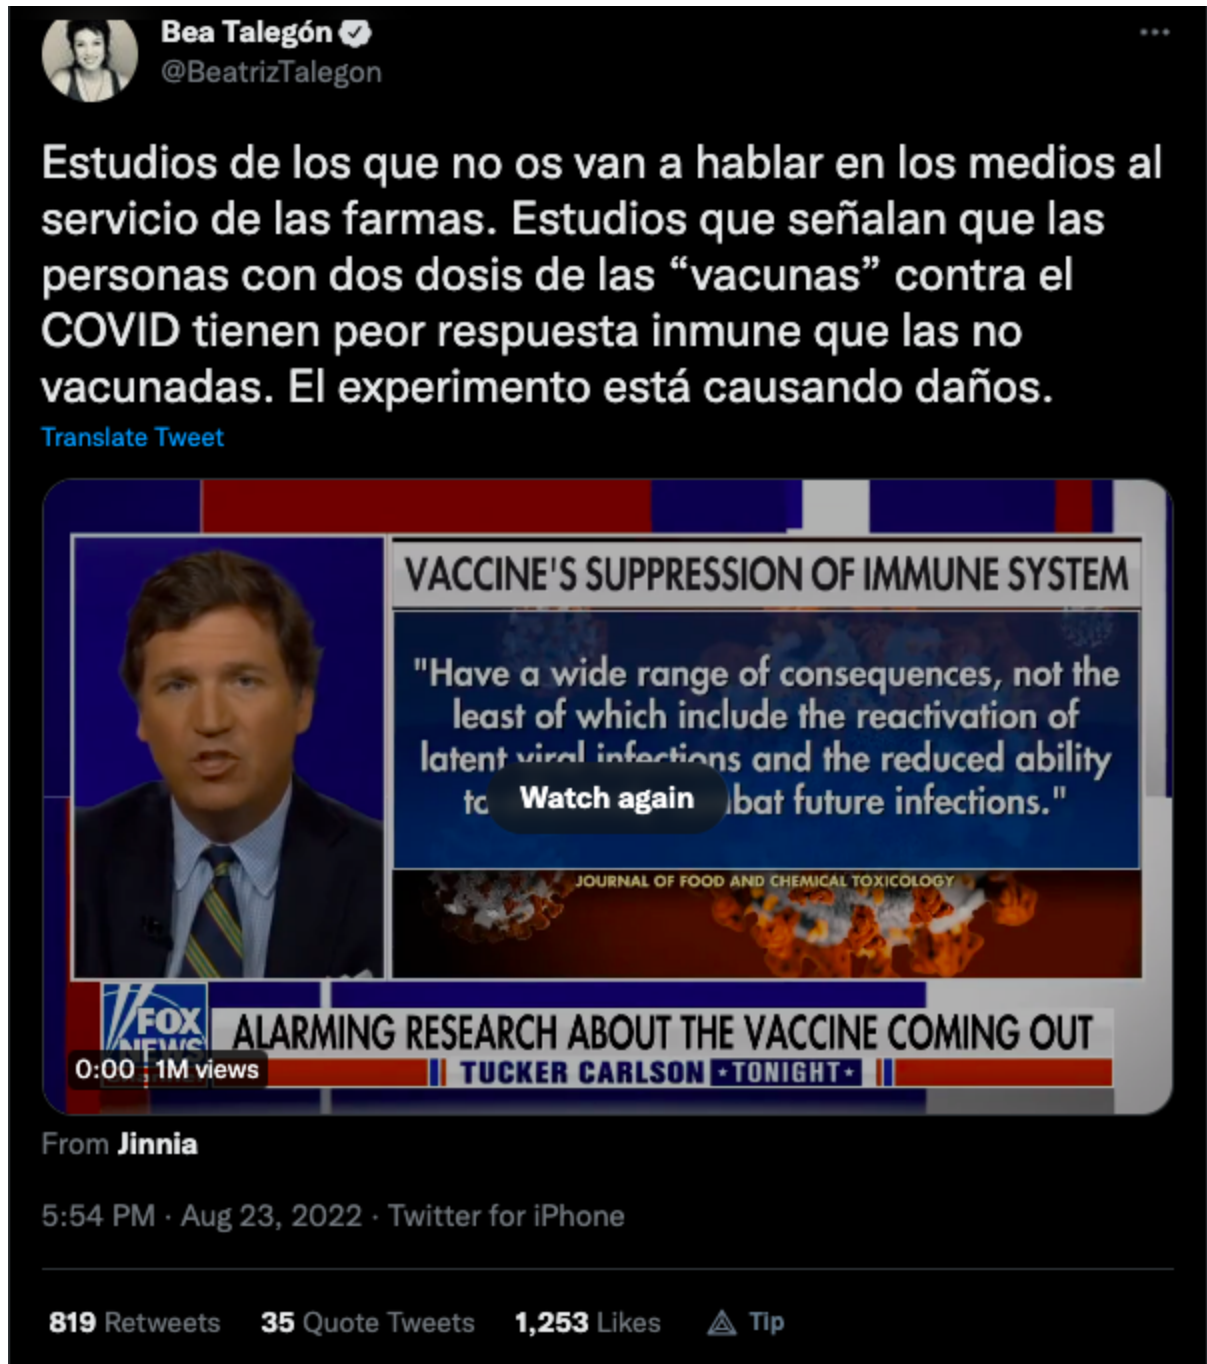 Bea Talegón
@BeatrizTalegon
Estudios de los que no os van a hablar en los medios al
servicio de las farmas. Estudios que señalan que las
personas con dos dosis de las “vacunas” contra el
COVID tienen peor respuesta inmune que las no
vacunadas. El experimento está causando daños.
Translate Tweet
VACCINE'S SUPPRESSION OF IMMUNE SYSTEM
"Have a wide range of consequences, not the
least of which include the reactivation of
latent viral infections and the reduced ability
future infections."
Watch again
JOURNAL OF FOOD AND CHEMICAL TOXICOLOGY
FOX
NEWS
ALARMING RESEARCH ABOUT THE VACCINE COMING OUT
0:00 1M views
TUCKER CARLSON TONIGHT
From Jinnia
5:54 PM · Aug 23, 2022 · Twitter for iPhone
819 Retweets 35 Quote Tweets 1,253 Likes Tip